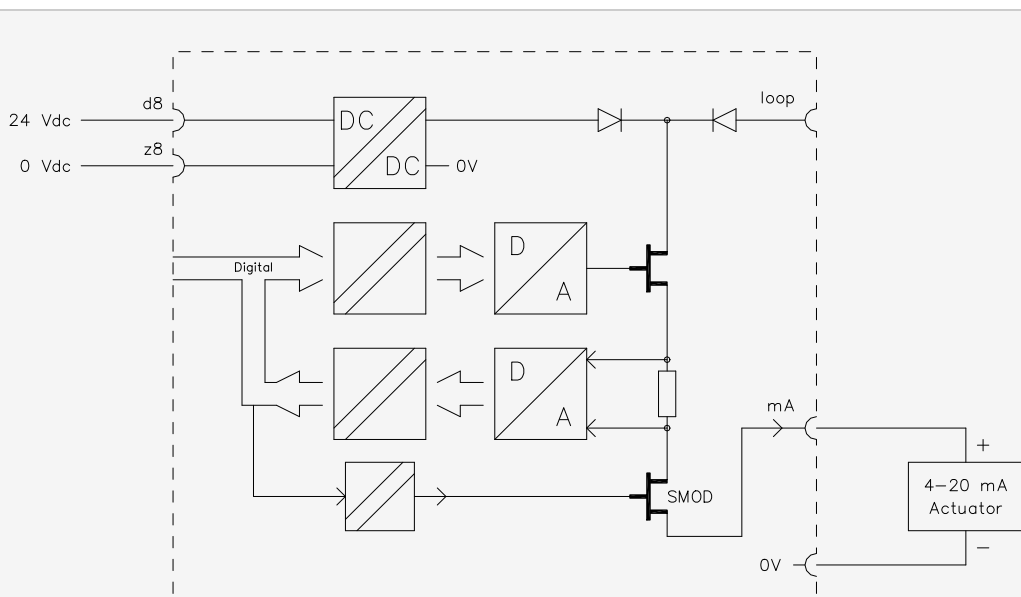 d8
loop
24 Vdc
DC
z8
0 Vdc
DC
0V
Digital
D
A
D
A
mA
+
SMOD
4-20 mA
Actuator
0V
-